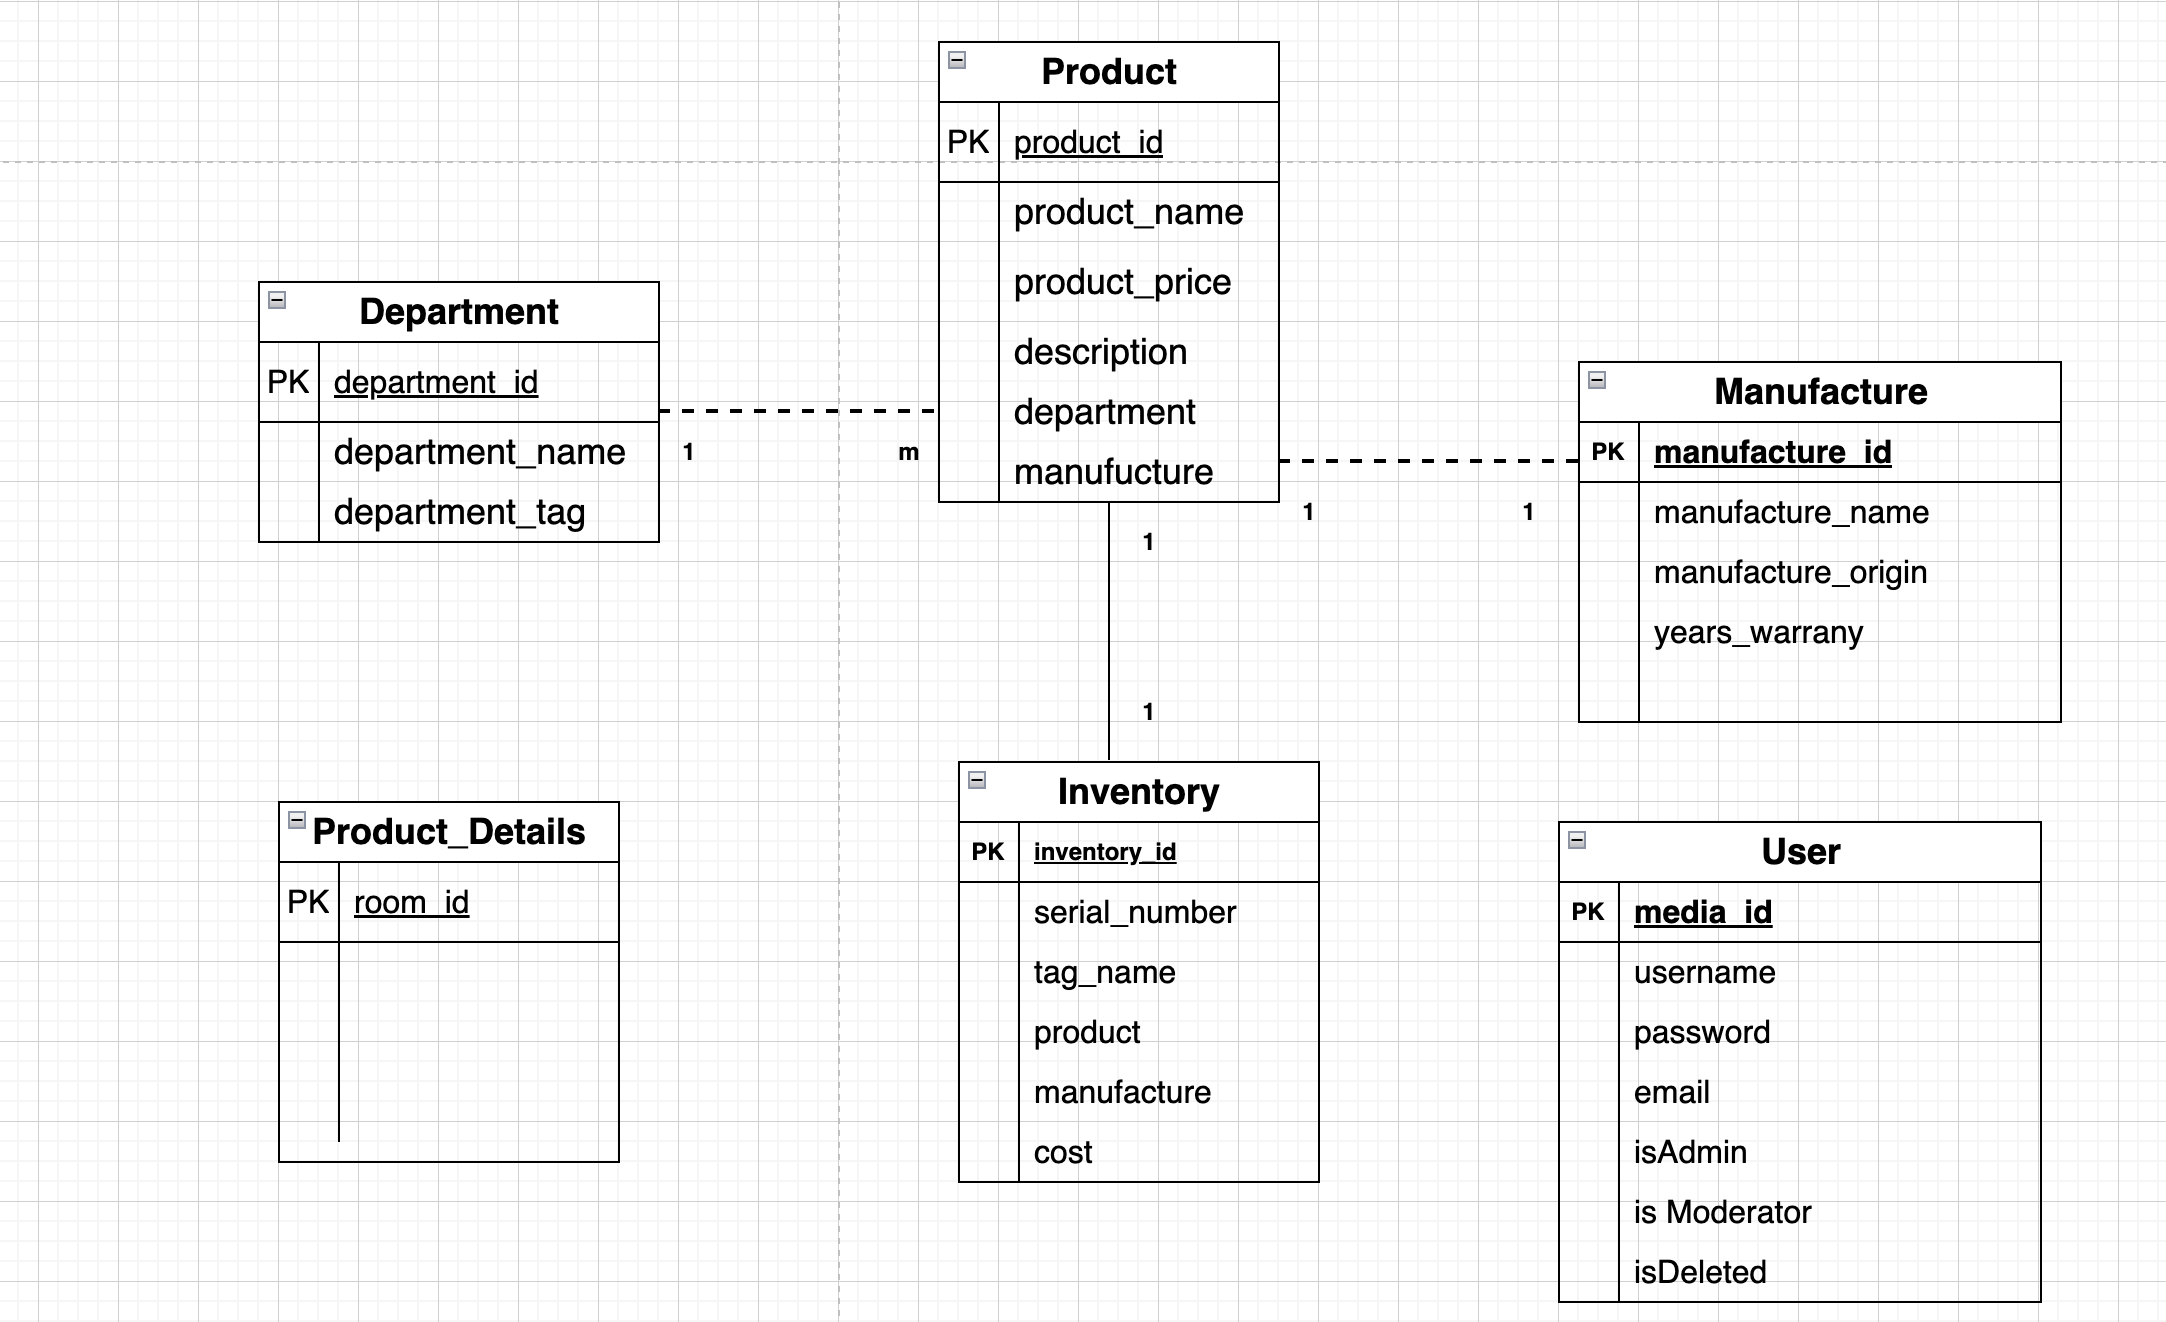 Product
PK product_id
product_name
product_price
description
department
manufucture
Department
PK department_id
department_name
department_tag
1
m
Manufacture
PK manufacture_id
manufacture_name
manufacture_origin
years_warrany
1
1
1
1
Product_Details
PK room_id
Inventory
PK inventory_id
serial_number
tag_name
product
manufacture
cost
User
PK media_id
username
password
email
isAdmin
is Moderator
isDeleted